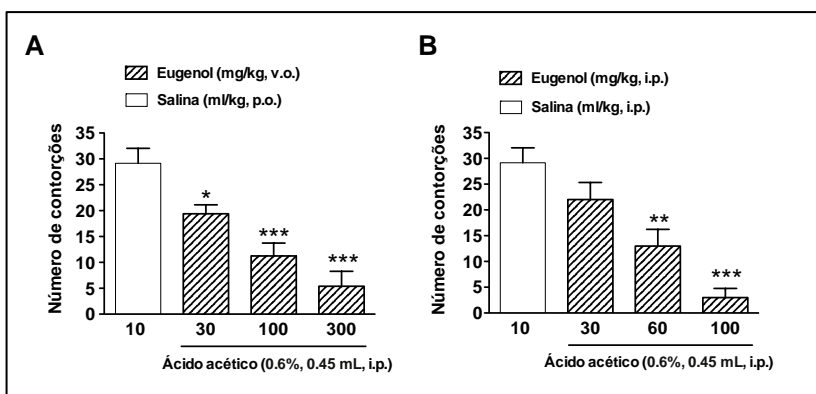 A
Eugenol (mg/kg, v.o.)
Salina (ml/kg, p.o.)
Número de contorções
35
30
25
20
15
10
5
0
*
***
***
10 30 100 300
Ácido acético (0.6%, 0.45 mL, i.p.)
B
Eugenol (mg/kg, i.p.)
Salina (ml/kg, i.p.)
Número de contorções
35
30
25
20
15
10
5
0
**
***
10 30 60 100
Ácido acético (0.6%, 0.45 mL, i.p.)